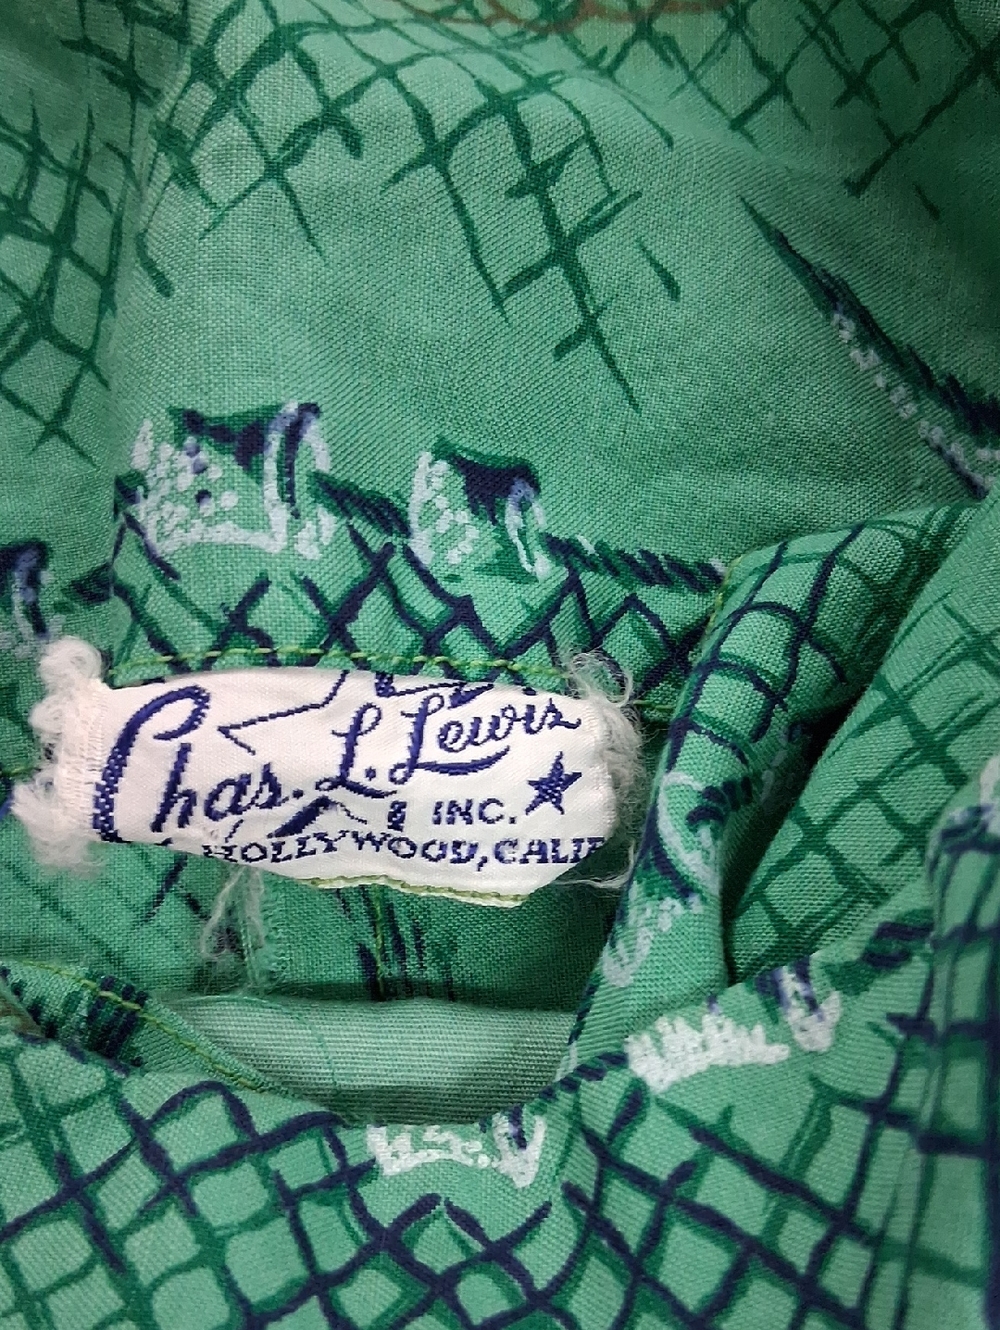 Chas. L. Lewis
INC.
HOLLYWOOD, CALIF